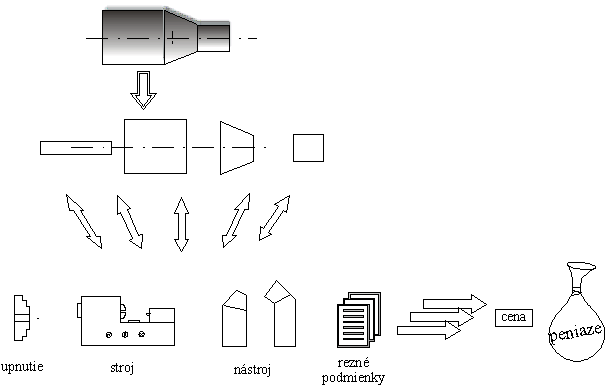 cena
peniaze
upnutie
stroj
nástroj
rezné
podmienky